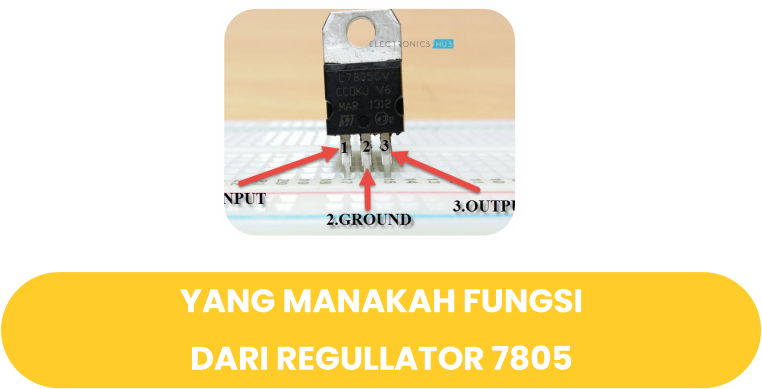 ELECTRONICS HUB
L7805CV
CCOKJ V6
MAR 1312
1 2 3
NPUT
2.GROUND
3.OUTPU
YANG MANAKAH FUNGSI
DARI REGULLATOR 7805